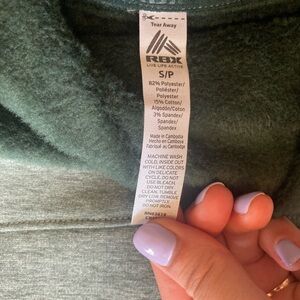 Tear Away
RBX
LIVE LIFE ACTIVE
S/P
82% Polyester/
Poliéster/
Polyester
15% Cotton/
Algodón/Coton
3% Spandex/
Spandex/
Spandex
Made in Cambodia
Hecho en Camboya
Fabriqué au Cambodge
MACHINE WASH
COLD, INSIDE OUT
WITH LIKE COLORS
ON DELICATE
CYCLE. DO NOT
USE BLEACH.
DO NOT DRY
CLEAN. TUMBLE
DRY LOW. REMOVE
PROMPTLY.
DO NOT IRON.